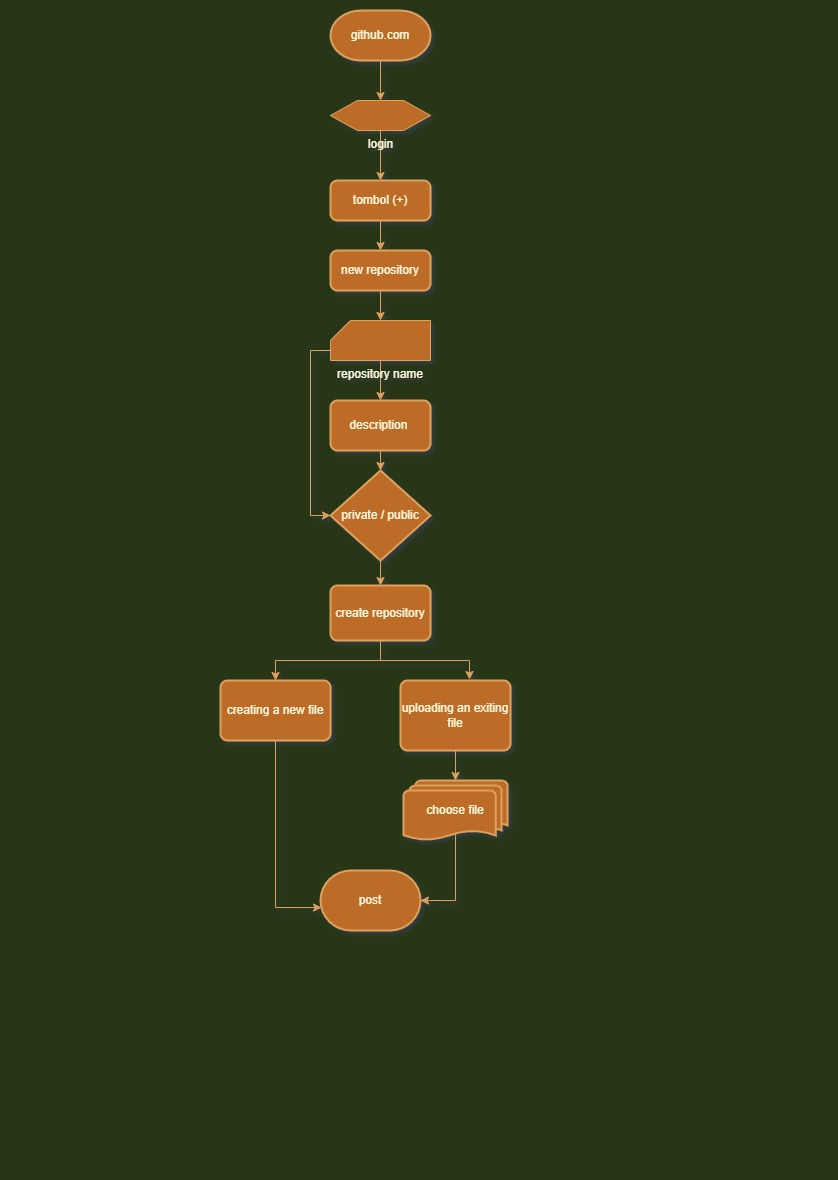 github.com
login
tombol (+)
new repository
repository name
description
private / public
create repository
creating a new file
uploading an exiting
file
choose file
post